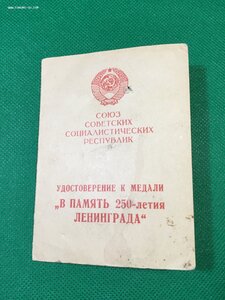 СОЮЗ
СОВЕТСКИХ
СОЦИАЛИСТИЧЕСКИХ
РЕСПУБЛИК
УДОСТОВЕРЕНИЕ К МЕДАЛИ
„В ПАМЯТЬ 250-летия
ЛЕНИНГРАДА“